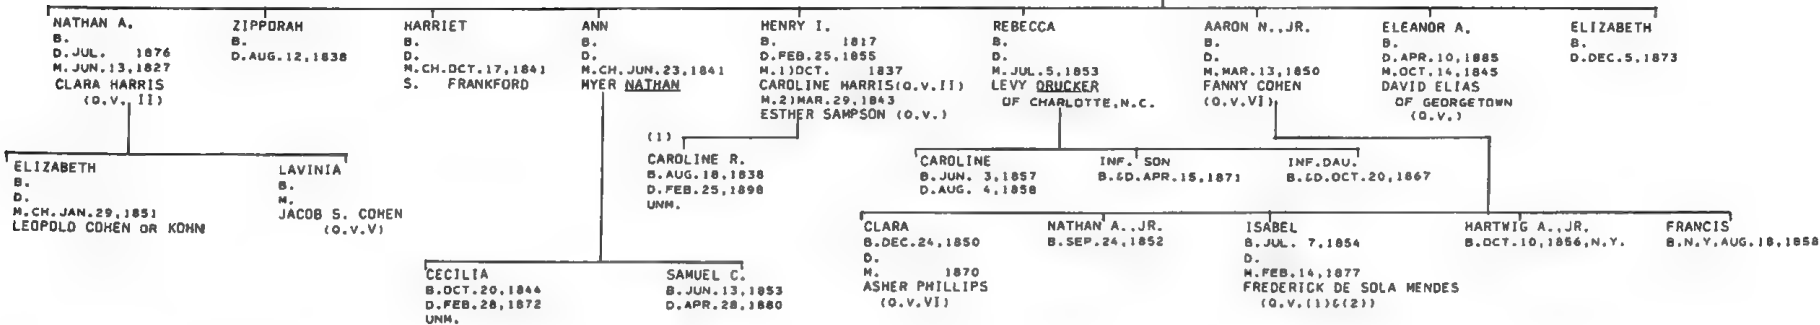 NATHAN A.
B.
D.JUL. 1876
M.JUN.13,1827
CLARA HARRIS
(Q.V. II)
ZIPPORAH
B.
D.AUG.12,1838
HARRIET
B.
D.
M.CH.OCT.17,1841
S. FRANKFORD
ANN
B.
D.
M.CH.JUN.23,1841
MYER NATHAN
HENRY I.
B. 1817
D.FEB.25,1855
M.1)OCT. 1837
CAROLINE HARRIS(Q.V.II)
M.2)MAR.29,1843
ESTHER SAMPSON (Q.V.)
REBECCA
B.
D.
M.JUL.5,1853
LEVY DRUCKER
OF CHARLOTTE,N.C.
AARON N.,JR.
B.
D.
M.MAR.13,1850
FANNY COHEN
(Q.V.VI)
ELEANOR A.
B.
D.APR.10,1885
M.OCT.14,1845
DAVID ELIAS
OF GEORGETOWN
(Q.V.)
ELIZABETH
B.
D.DEC.5,1873
ELIZABETH
B.
D.
M.CH.JAN.29,1851
LEOPOLD COHEN OR KOHN
LAVINIA
B.
M.
JACOB S. COHEN
(Q.V.V)
(1)
CAROLINE R.
B.AUG.18,1838
D.FEB.25,1898
UNM.
CAROLINE
B.JUN. 3,1857
D.AUG. 4,1858
INF. SON
B.&D.APR.15,1871
INF.DAU.
B.&D.OCT.20,1867
CECILIA
B.OCT.20,1844
D.FEB.28,1872
UNM.
SAMUEL C.
B.JUN.13,1853
D.APR.28,1880
CLARA
B.DEC.24,1850
D.
M. 1870
ASHER PHILLIPS
(Q.V.VI)
NATHAN A.,JR.
B.SEP.24,1852
ISABEL
B.JUL. 7,1854
D.
M.FEB.14,1877
FREDERICK DE SOLA MENDES
(Q.V.(1)&(2))
HARTWIG A.,JR.
B.OCT.10,1856,N.Y.
FRANCIS
B.N.Y.AUG.18,1858